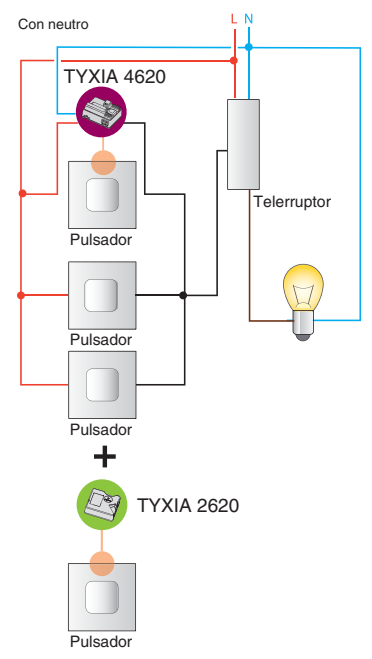 Con neutro
L N
TYXIA 4620
Pulsador
Telerruptor
Pulsador
Pulsador
+
TYXIA 2620
Pulsador